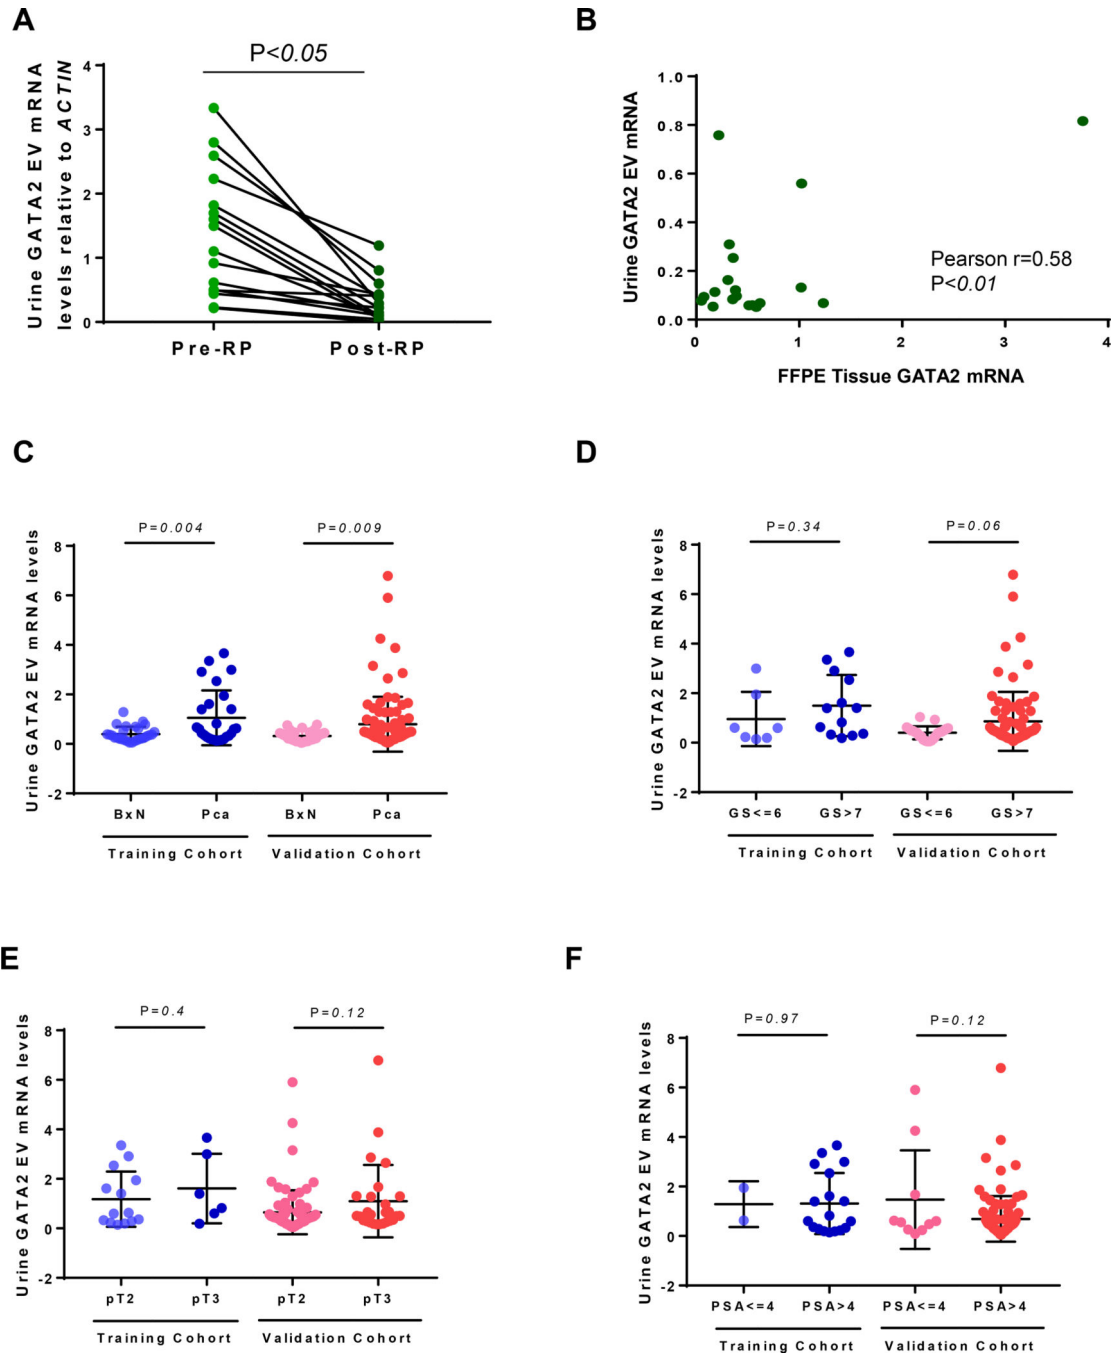 A
P<0.05
Urine GATA2 EV mRNA
levels relative to ACTIN
4
3
2
1
0
Pre-RP Post-RP
B
Urine GATA2 EV mRNA
1.0
0.8
0.6
0.4
0.2
0.0
Pearson r=0.58
P<0.01
0 1 2 3 4
FFPE Tissue GATA2 mRNA
C
P=0.004 P=0.009
Urine GATA2 EV mRNA levels
8
6
4
2
0
-2
BxN Pca BxN Pca
Training Cohort Validation Cohort
D
P=0.34 P=0.06
Urine GATA2 EV mRNA levels
8
6
4
2
0
-2
GS<=6 GS>7 GS<=6 GS>7
Training Cohort Validation Cohort
E
P=0.4 P=0.12
Urine GATA2 EV mRNA levels
8
6
4
2
0
-2
pT2 pT3 pT2 pT3
Training Cohort Validation Cohort
F
P=0.97 P=0.12
Urine GATA2 EV mRNA levels
8
6
4
2
0
-2
PSA<=4 PSA>4 PSA<=4 PSA>4
Training Cohort Validation Cohort